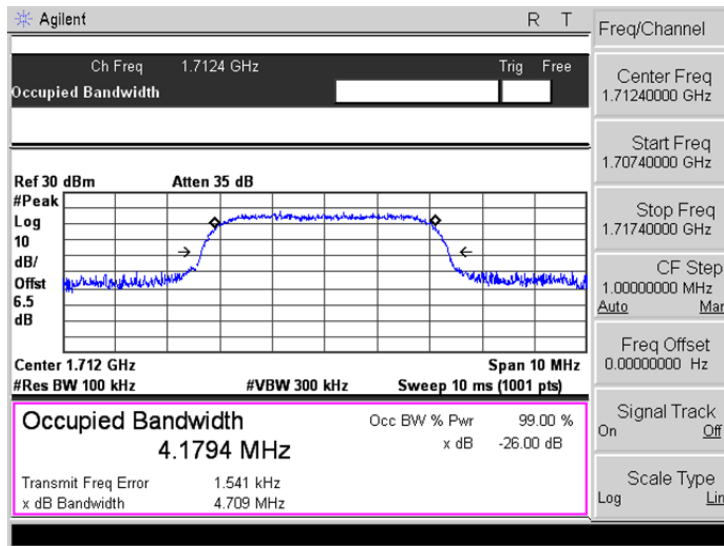 Agilent R T
Freq/Channel
Ch Freq 1.7124 GHz Trig Free
Occupied Bandwidth
Center Freq
1.71240000 GHz
Start Freq
1.70740000 GHz
Stop Freq
1.71740000 GHz
CF Step
1.00000000 MHz
Auto Man
Freq Offset
0.00000000 Hz
Signal Track
On Off
Scale Type
Log Lin
Ref 30 dBm Atten 35 dB
#Peak
Log
10
dB/
Offst
6.5
dB
Center 1.712 GHz Span 10 MHz
#Res BW 100 kHz #VBW 300 kHz Sweep 10 ms (1001 pts)
Occupied Bandwidth
4.1794 MHz
Occ BW % Pwr 99.00 %
x dB -26.00 dB
Transmit Freq Error 1.541 kHz
x dB Bandwidth 4.709 MHz